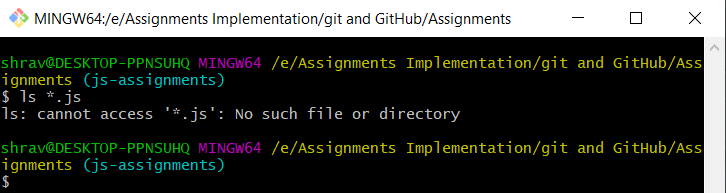 MINGW64:/e/Assignments Implementation/git and GitHub/Assignments
shrav@DESKTOP-PPNSUHQ MINGW64 /e/Assignments Implementation/git and GitHub/Ass
ignments (js-assignments)
$ ls *.js
ls: cannot access '*.js': No such file or directory
shrav@DESKTOP-PPNSUHQ MINGW64 /e/Assignments Implementation/git and GitHub/Ass
ignments (js-assignments)
$